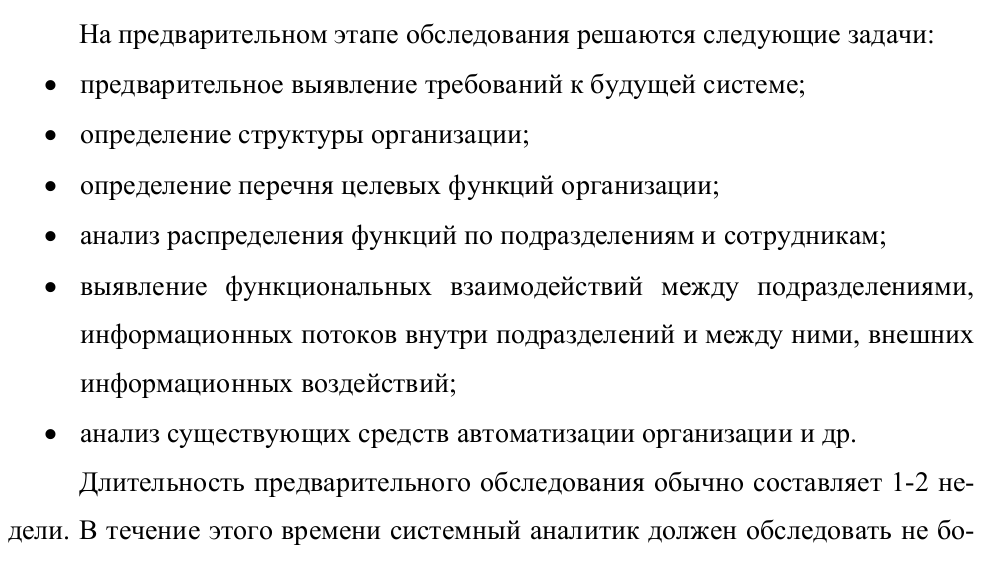 На предварительном этапе обследования решаются следующие задачи:
• предварительное выявление требований к будущей системе;
• определение структуры организации;
• определение перечня целевых функций организации;
• анализ распределения функций по подразделениям и сотрудникам;
• выявление функциональных взаимодействий между подразделениями,
информационных потоков внутри подразделений и между ними, внешних
информационных воздействий;
• анализ существующих средств автоматизации организации и др.
Длительность предварительного обследования обычно составляет 1-2 не-
дели. В течение этого времени системный аналитик должен обследовать не бо-